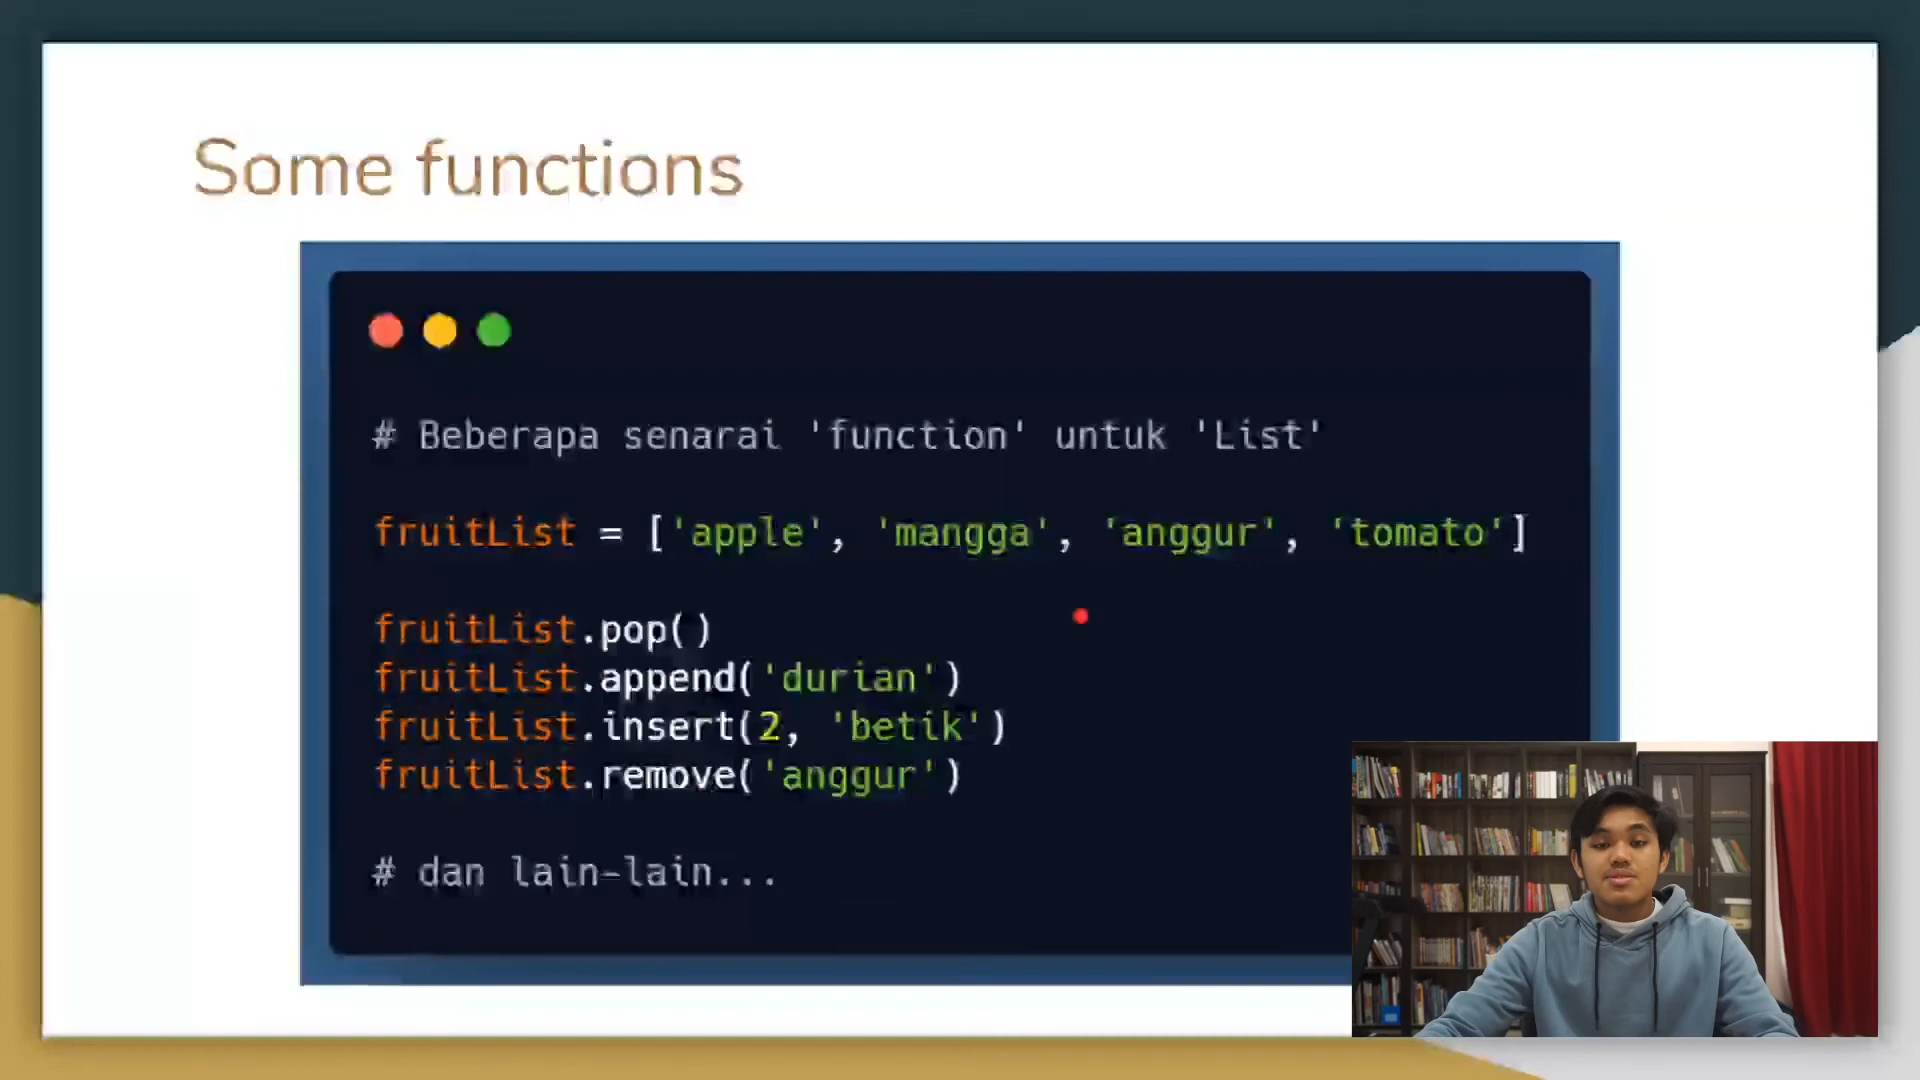 Some functions
# Beberapa senarai 'function' untuk 'List'
fruitList = ['apple', 'mangga', 'anggur', 'tomato']
fruitList.pop()
fruitList.append('durian')
fruitList.insert(2, 'betik')
fruitList.remove('anggur')
# dan lain-lain...